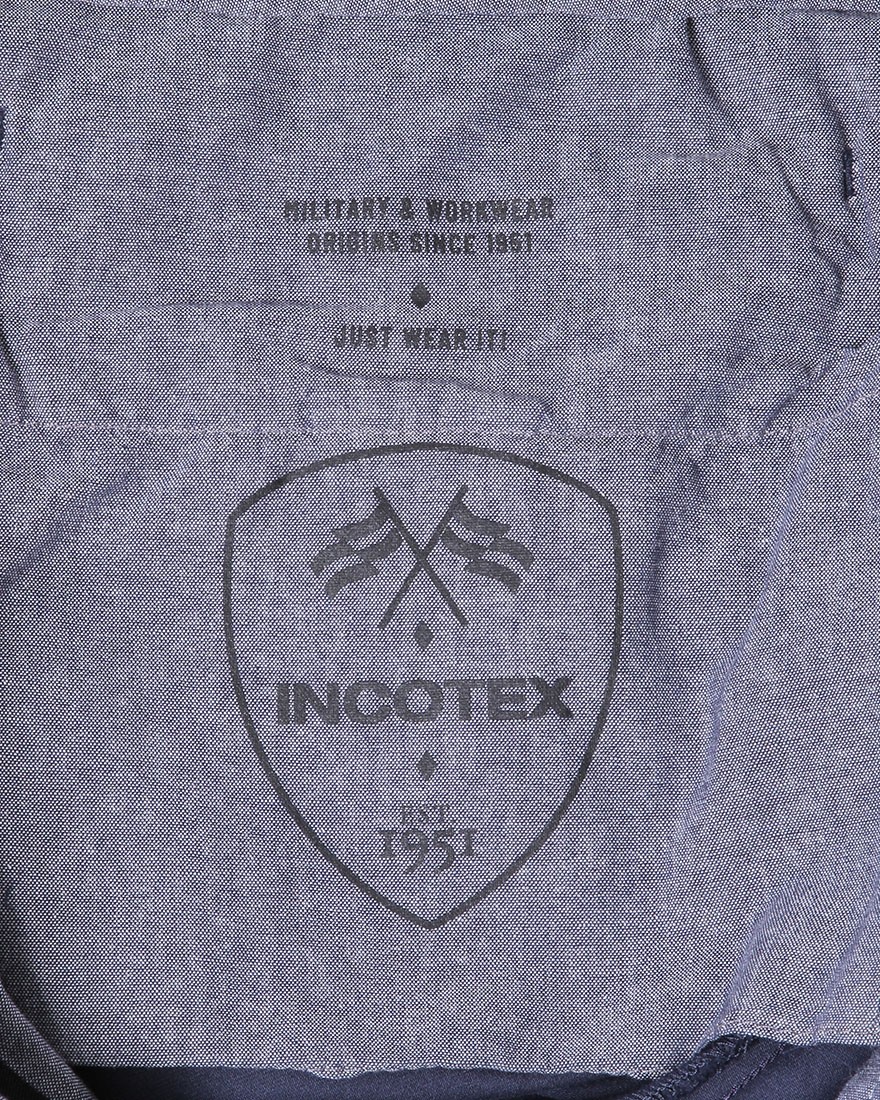 MILITARY & WORKWEAR
ORIGINS SINCE 1951
JUST WEAR IT!
INCOTEX
EST.
1951